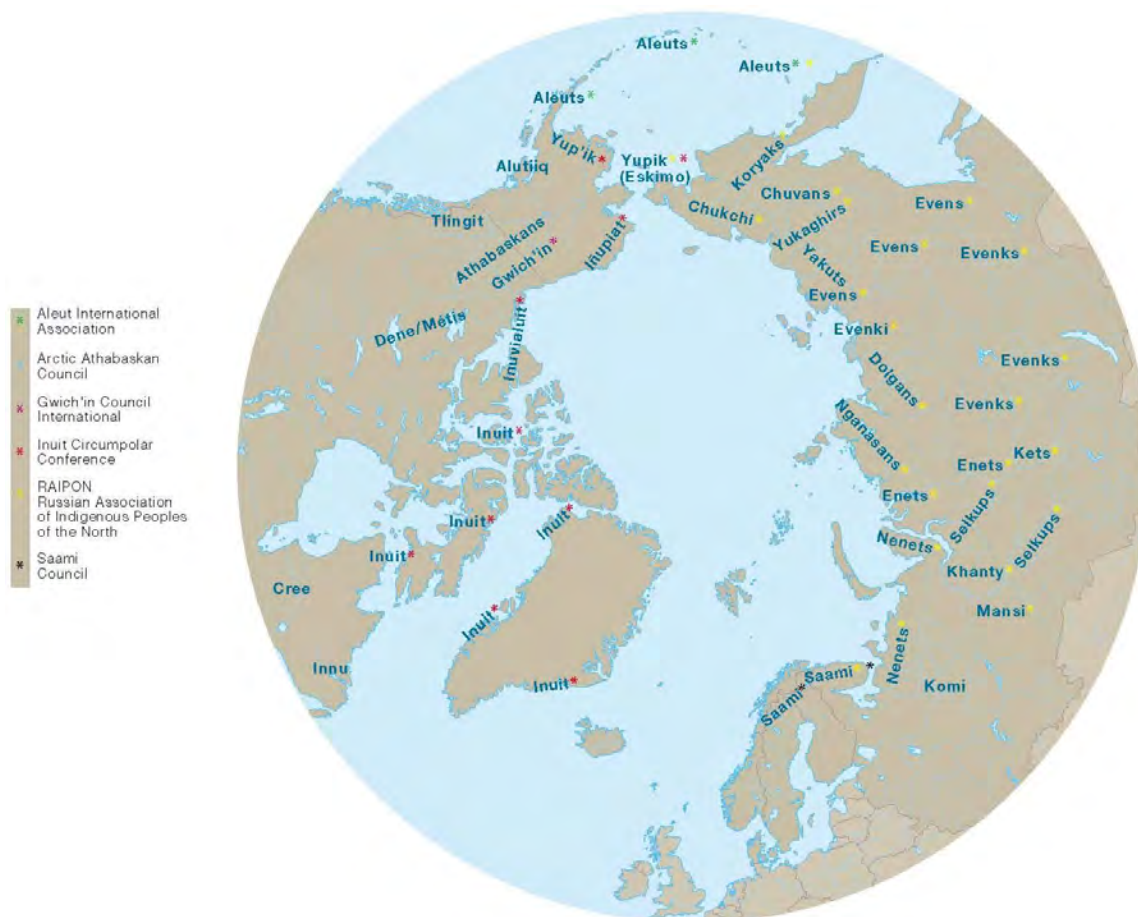 Aleuts
Aleuts
Aleuts
Yup'ik
Yupik
(Eskimo)
Koryaks
Alutiiq
Chuvans
Chukchi
Yukaghirs
Evens
Tlingit
Athabaskans
Gwich'in
Iñupiat
Yakuts
Evens
Evenks
Evens
Evenki
Dene/Métis
Inuvialuit
Dolgans
Evenks
Evenks
Inuit
Nganasans
Kets
Enets
Enets
Selkups
Selkups
Inuit
Inuit
Inuit
Nenets
Khanty
Cree
Inuit
Mansi
Nenets
Innu
Inuit
Saami
Saami
Komi
Aleut International
Association
Arctic Athabaskan
Council
Gwich'in Council
International
Inuit Circumpolar
Conference
RAIPON
Russian Association
of Indigenous Peoples
of the North
Saami
Council